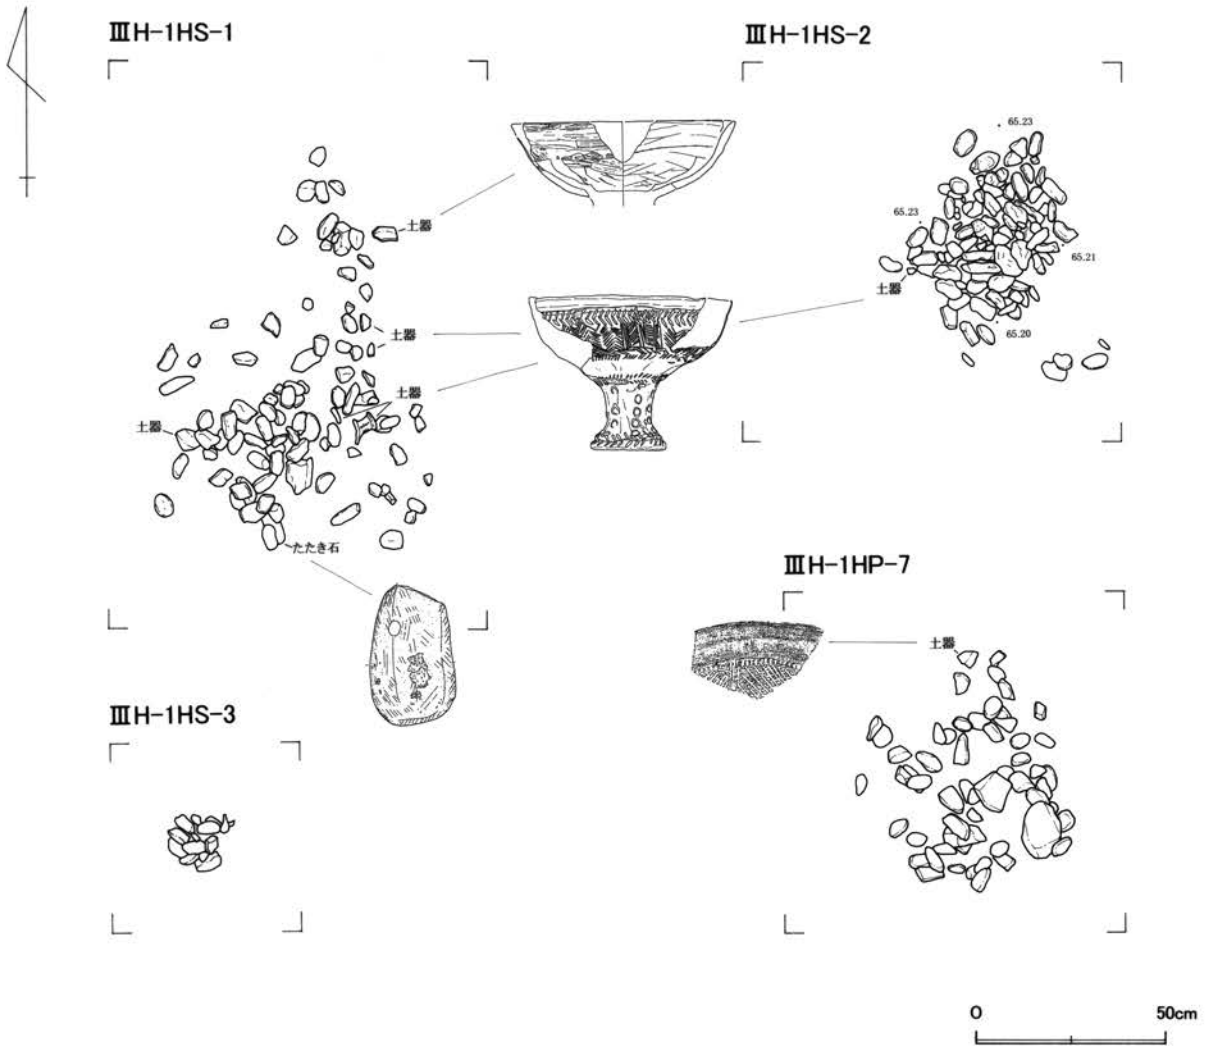 ⅢH-1HS-1
ⅢH-1HS-2
65.23
土器
65.23
65.21
土器
土器
65.20
土器
土器
たたき石
ⅢH-1HP-7
土器
ⅢH-1HS-3
0 50cm